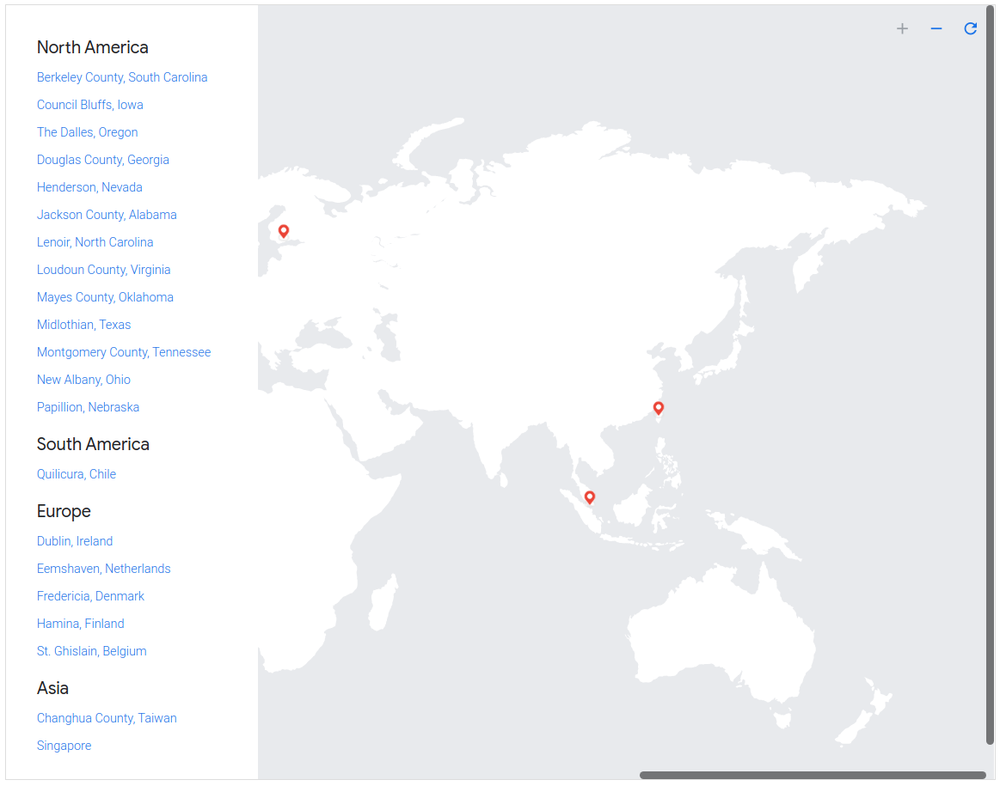 North America
Berkeley County, South Carolina
Council Bluffs, Iowa
The Dalles, Oregon
Douglas County, Georgia
Henderson, Nevada
Jackson County, Alabama
Lenoir, North Carolina
Loudoun County, Virginia
Mayes County, Oklahoma
Midlothian, Texas
Montgomery County, Tennessee
New Albany, Ohio
Papillion, Nebraska
South America
Quilicura, Chile
Europe
Dublin, Ireland
Eemshaven, Netherlands
Fredericia, Denmark
Hamina, Finland
St. Ghislain, Belgium
Asia
Changhua County, Taiwan
Singapore